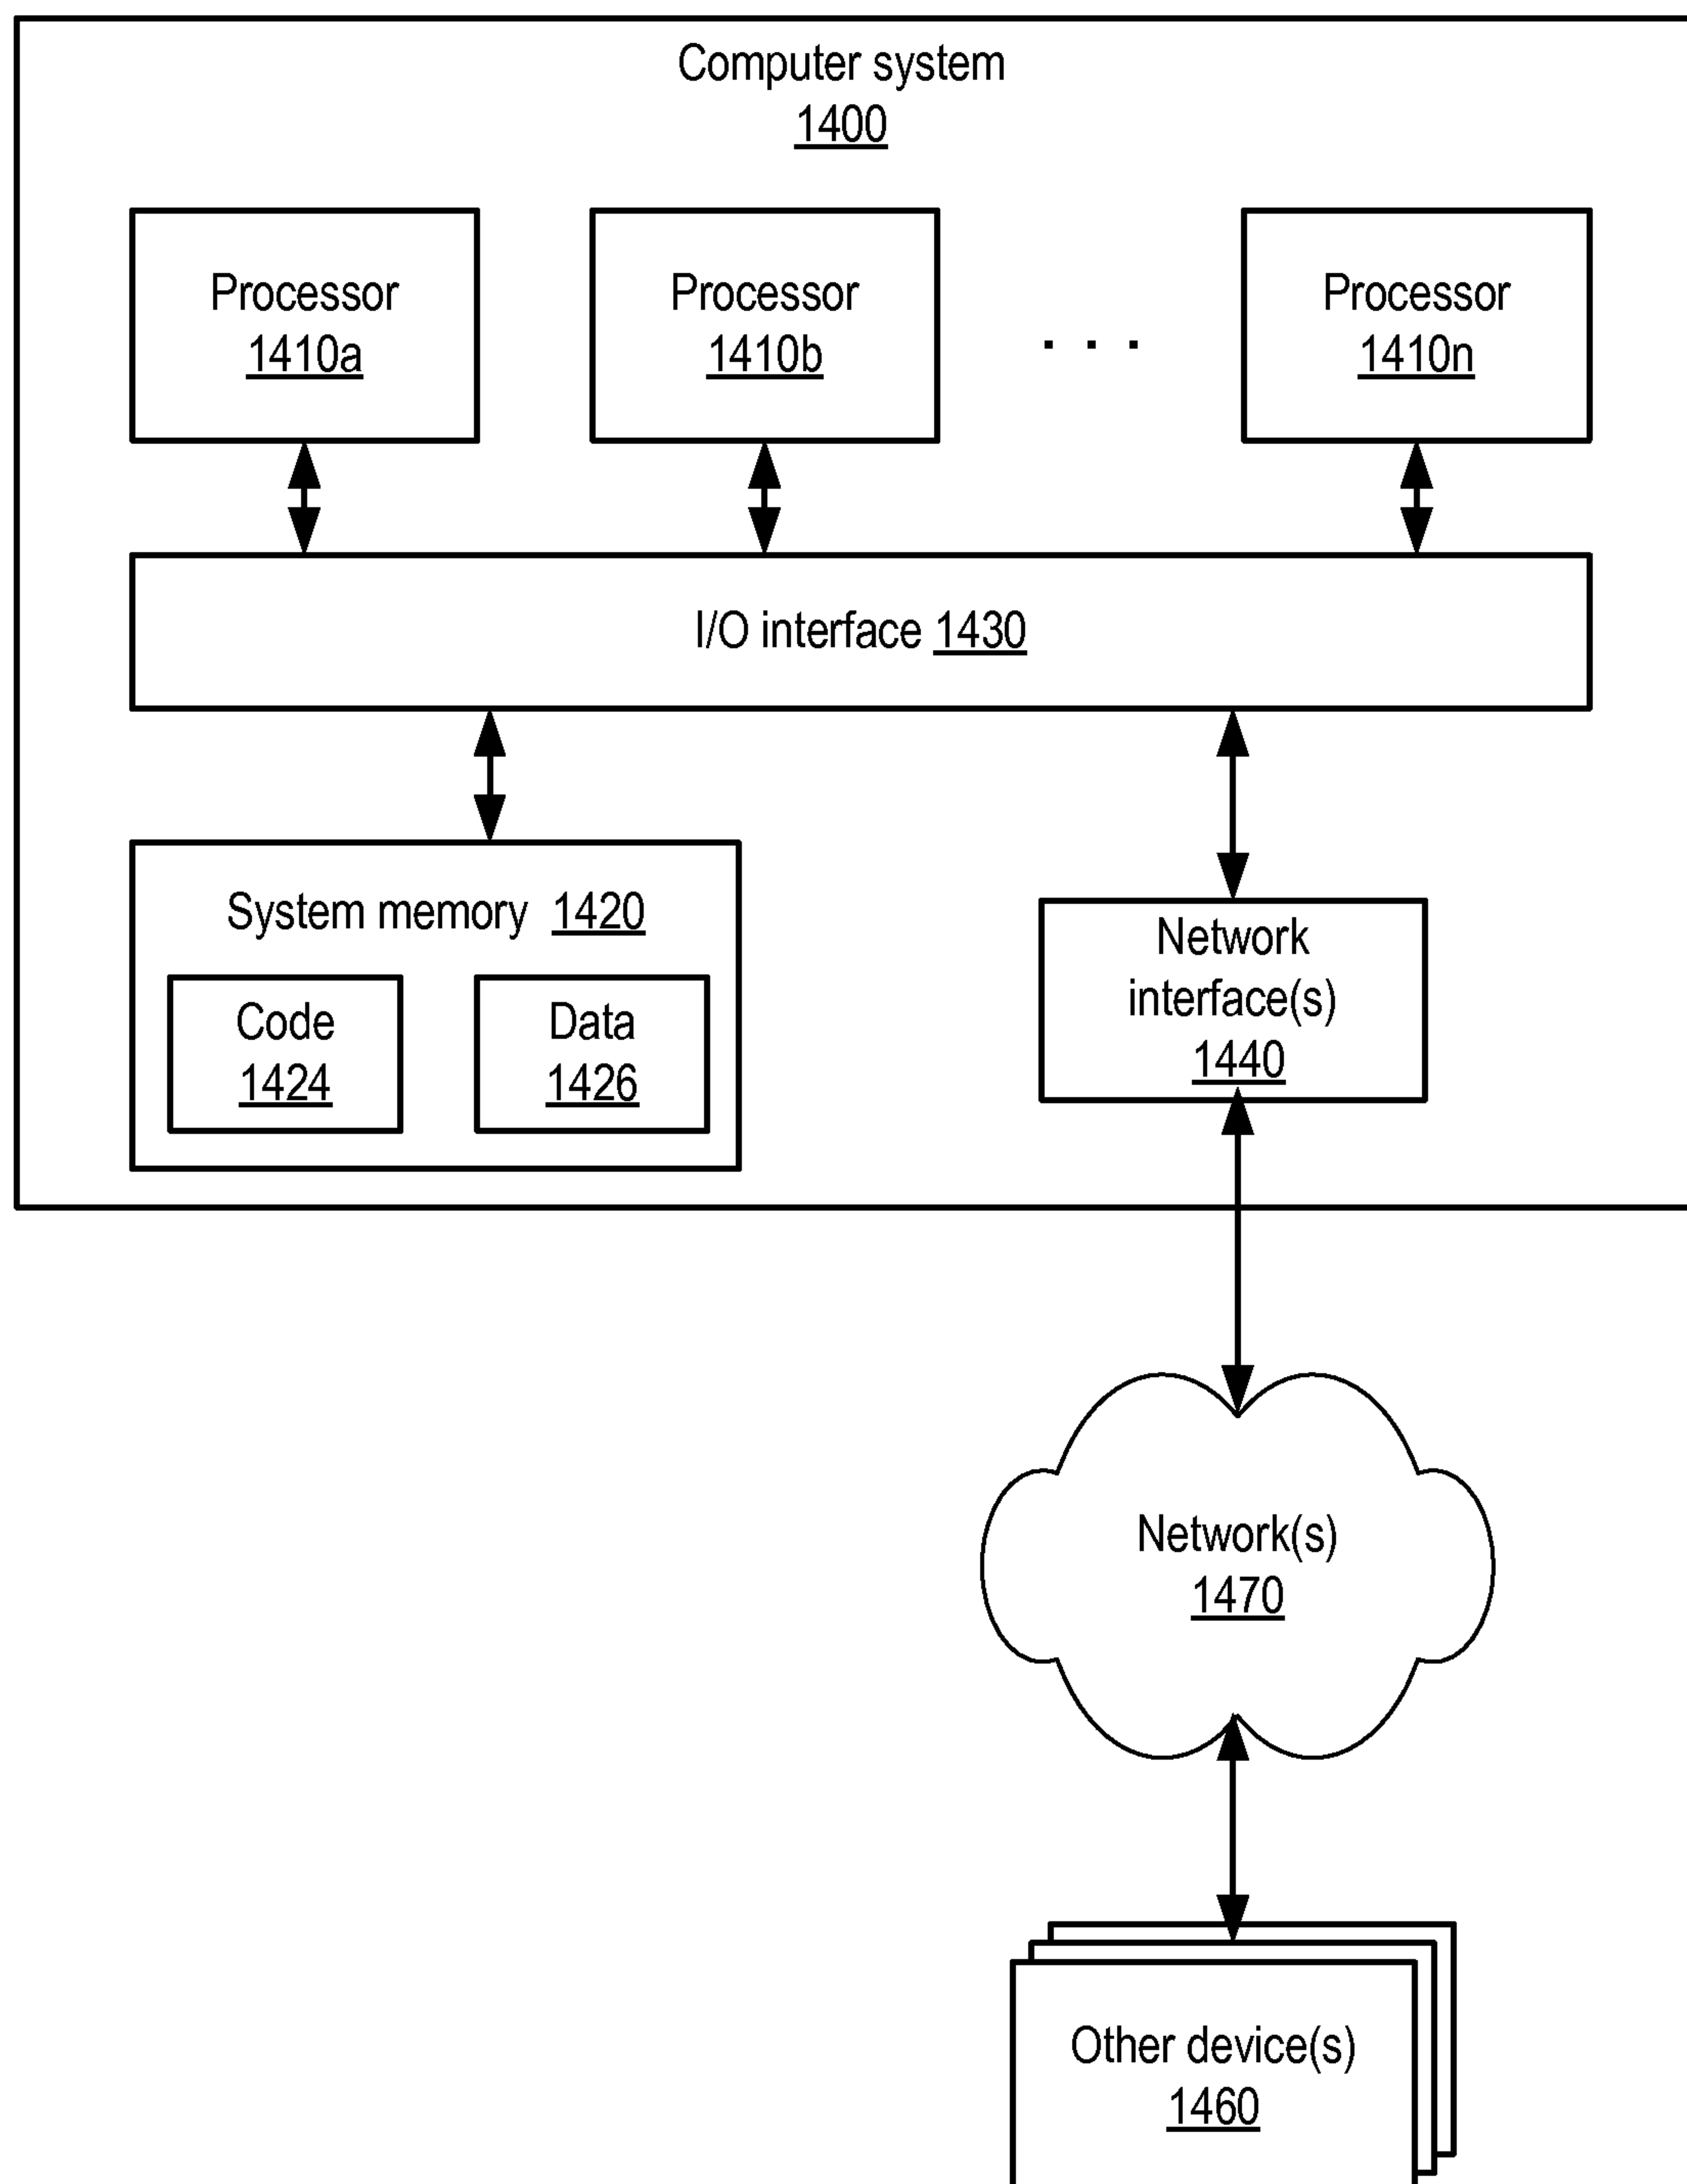 Computer system
1400
Processor
1410a
Processor
1410b
. . .
Processor
1410n
I/O interface 1430
System memory 1420
Code
1424
Data
1426
Network
interface(s)
1440
Network(s)
1470
Other device(s)
1460